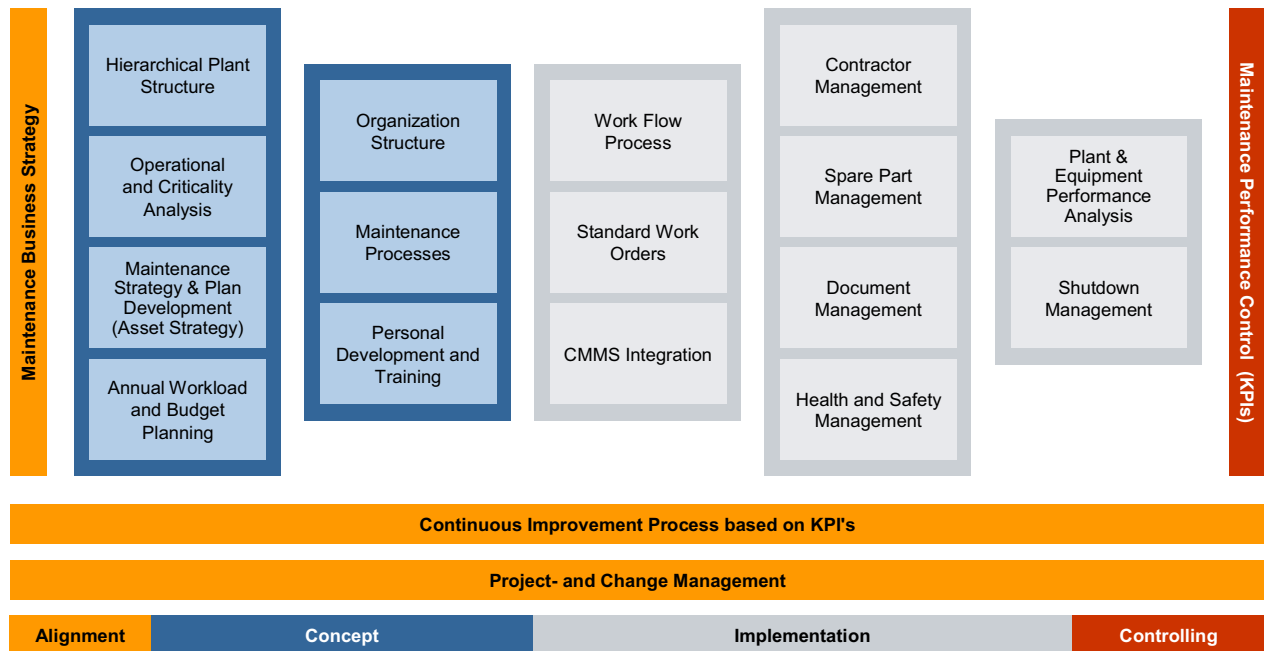 Maintenance Business Strategy
Hierarchical Plant
Structure
Operational
and Criticality
Analysis
Maintenance
Strategy & Plan
Development
(Asset Strategy)
Annual Workload
and Budget
Planning
Organization
Structure
Maintenance
Processes
Personal
Development and
Training
Work Flow
Process
Standard Work
Orders
CMMS Integration
Contractor
Management
Spare Part
Management
Document
Management
Health and Safety
Management
Plant &
Equipment
Performance
Analysis
Shutdown
Management
Maintenance Performance Control (KPIs)
Continuous Improvement Process based on KPI's
Project- and Change Management
Alignment
Concept
Implementation
Controlling